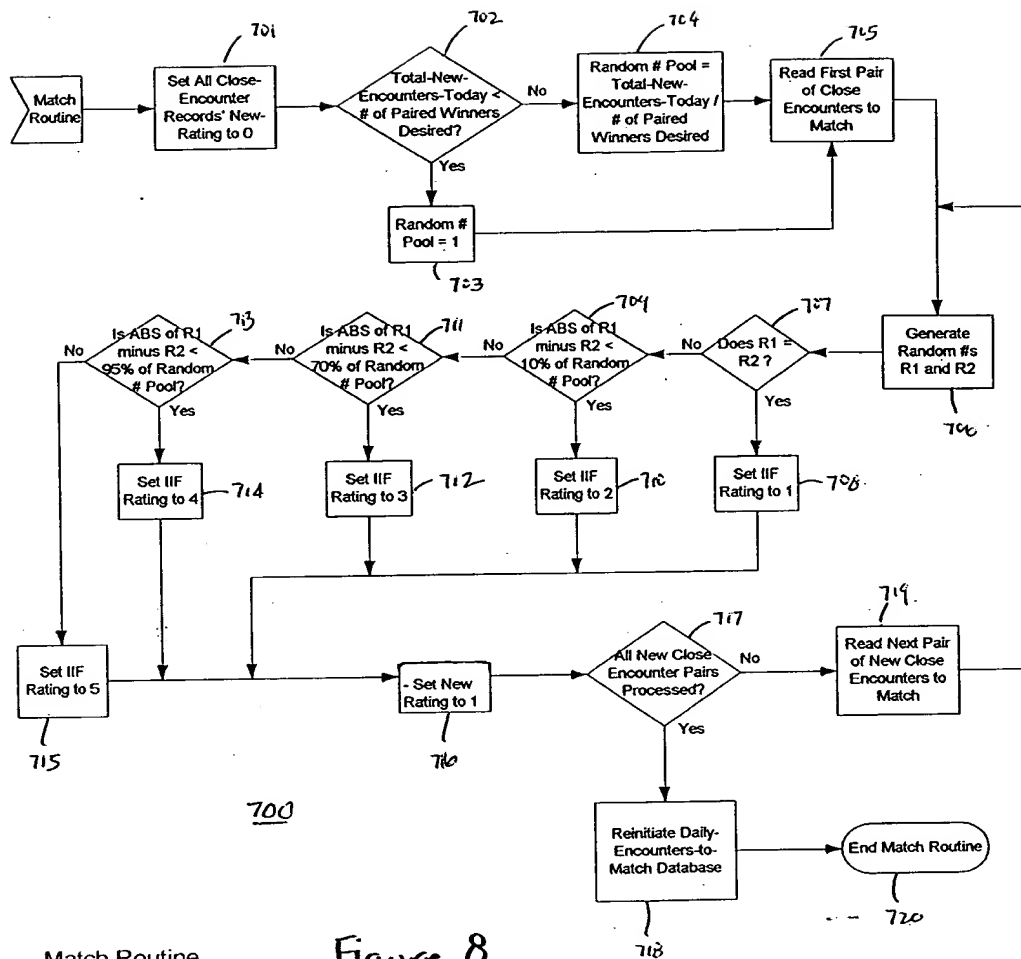 701
702
704
705
Match
Routine
Set All Close-
Encounter
Records' New-
Rating to 0
Total-New-
Encounters-Today <
# of Paired Winners
Desired?
No
Yes
Random # Pool =
Total-New-
Encounters-Today /
# of Paired
Winners Desired
Read First Pair
of Close
Encounters to
Match
Random #
Pool = 1
703
713
Is ABS of R1
minus R2 <
95% of Random
# Pool?
No
Yes
711
Is ABS of R1
minus R2 <
70% of Random
# Pool?
No
Yes
709
Is ABS of R1
minus R2 <
10% of Random
# Pool?
No
Yes
707
Does R1 =
R2 ?
No
Yes
Generate
Random #s
R1 and R2
706
Set IIF
Rating to 4
714
Set IIF
Rating to 3
712
Set IIF
Rating to 2
710
Set IIF
Rating to 1
708
Set IIF
Rating to 5
715
- Set New
Rating to 1
716
717
All New Close
Encounter Pairs
Processed?
No
Yes
719
Read Next Pair
of New Close
Encounters to
Match
700
Reinitiate Daily-
Encounters-to-
Match Database
718
End Match Routine
720
Match Routine
Figure 8